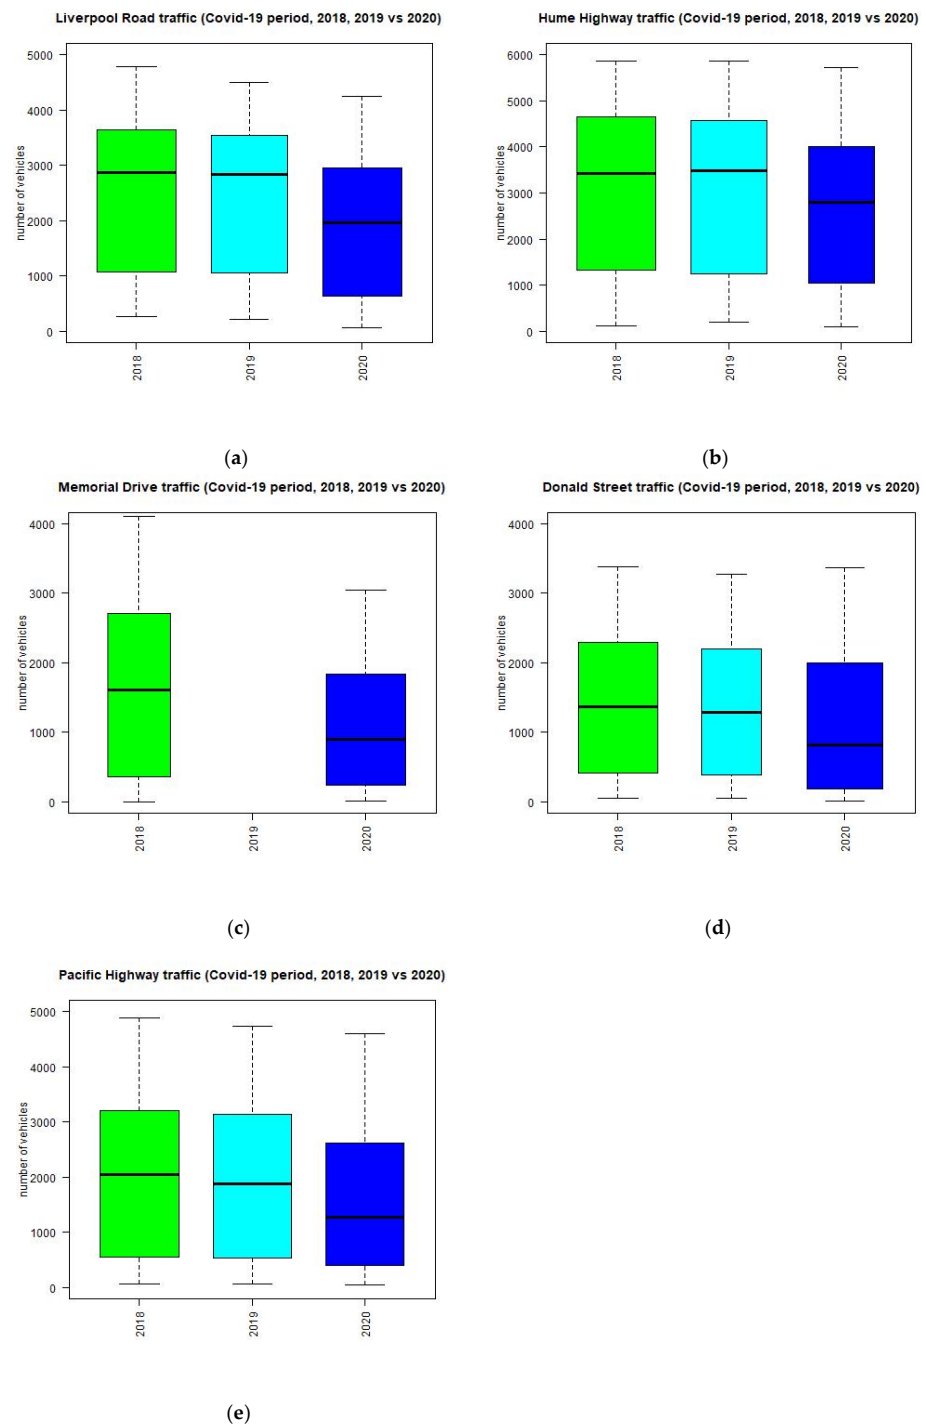 Liverpool Road traffic (Covid-19 period, 2018, 2019 vs 2020)
number of vehicles
5000
4000
3000
2000
1000
0
2018
2019
2020
(a)
Hume Highway traffic (Covid-19 period, 2018, 2019 vs 2020)
number of vehicles
6000
5000
4000
3000
2000
1000
0
2018
2019
2020
(b)
Memorial Drive traffic (Covid-19 period, 2018, 2019 vs 2020)
number of vehicles
4000
3000
2000
1000
0
2018
2019
2020
(c)
Donald Street traffic (Covid-19 period, 2018, 2019 vs 2020)
number of vehicles
4000
3000
2000
1000
0
2018
2019
2020
(d)
Pacific Highway traffic (Covid-19 period, 2018, 2019 vs 2020)
number of vehicles
5000
4000
3000
2000
1000
0
2018
2019
2020
(e)